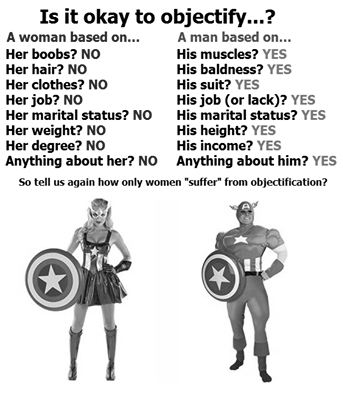 Is it okay to objectify...?
A woman based on...
Her boobs? NO
Her hair? NO
Her clothes? NO
Her job? NO
Her marital status? NO
Her weight? NO
Her degree? NO
Anything about her? NO
A man based on...
His muscles? YES
His baldness? YES
His suit? YES
His job (or lack)? YES
His marital status? YES
His height? YES
His income? YES
Anything about him? YES
So tell us again how only women "suffer" from objectification?
A